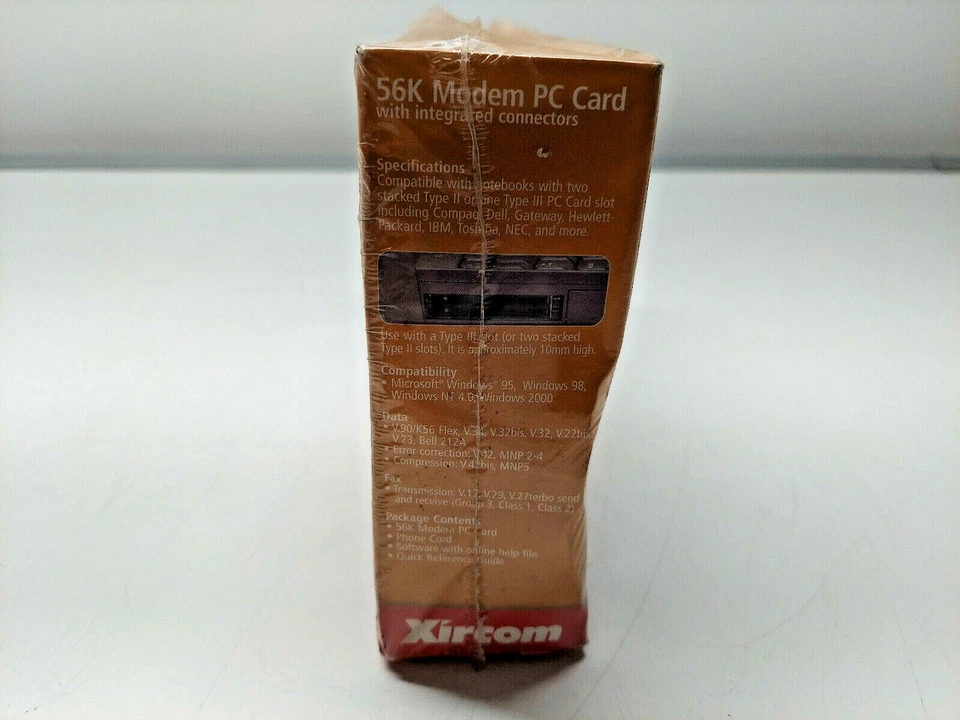 56K Modem PC Card
with integrated connectors
Specifications
Compatible with notebooks with two
stacked Type II or one Type III PC Card slot
including Compaq, Dell, Gateway, Hewlett-
Packard, IBM, Toshiba, NEC, and more.
Use with a Type III slot (or two stacked
Type II slots). It is approximately 10mm high.
Compatibility
• Microsoft® Windows® 95, Windows 98,
Windows NT 4.0, Windows 2000
Data
• V.90/K56 Flex, V.34, V.32bis, V.32, V.22bis,
V.23, Bell 212A
• Error correction: V.42, MNP 2-4
• Compression: V.42bis, MNP5
Fax
• Transmission: V.17, V.29, V.27terbo send
and receive (Group 3, Class 1, Class 2)
Package Contents
• 56K Modem PC Card
• Phone Cord
• Software with online help file
• Quick Reference Guide
Xircom